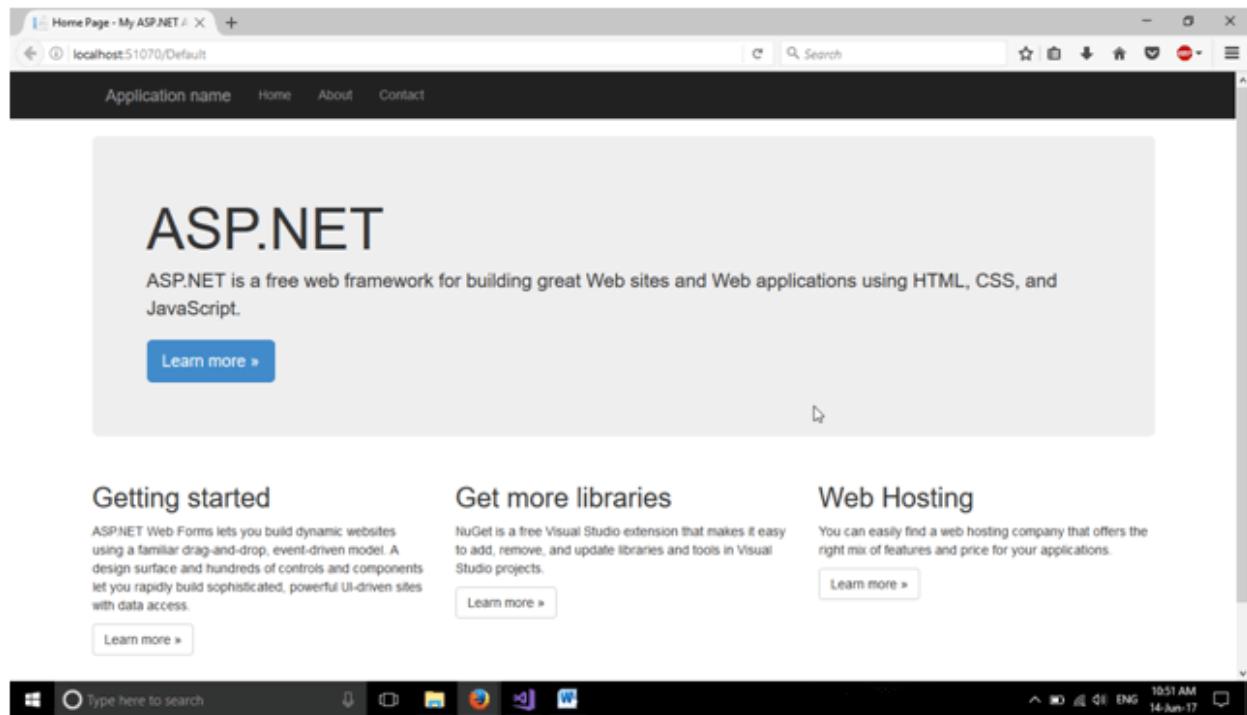 Home Page - My ASP.NET A
localhost:51070/Default
Search
Application name Home About Contact
ASP.NET
ASP.NET is a free web framework for building great Web sites and Web applications using HTML, CSS, and
JavaScript.
Learn more »
Getting started
ASP.NET Web Forms lets you build dynamic websites
using a familiar drag-and-drop, event-driven model. A
design surface and hundreds of controls and components
let you rapidly build sophisticated, powerful UI-driven sites
with data access.
Learn more »
Get more libraries
NuGet is a free Visual Studio extension that makes it easy
to add, remove, and update libraries and tools in Visual
Studio projects.
Learn more »
Web Hosting
You can easily find a web hosting company that offers the
right mix of features and price for your applications.
Learn more »
Type here to search
ENG
10:51 AM
14-Jun-17